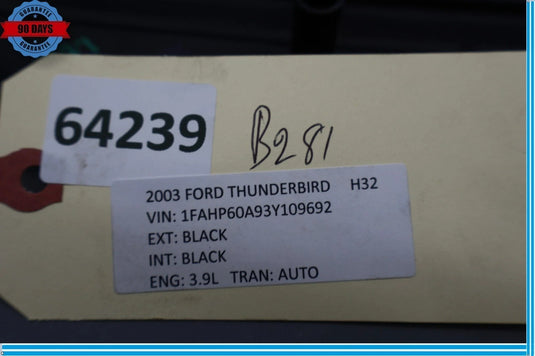 GUARANTEE
90 DAYS
GUARANTEE
64239
B281
2003 FORD THUNDERBIRD H32
VIN: 1FAHP60A93Y109692
EXT: BLACK
INT: BLACK
ENG: 3.9L TRAN: AUTO